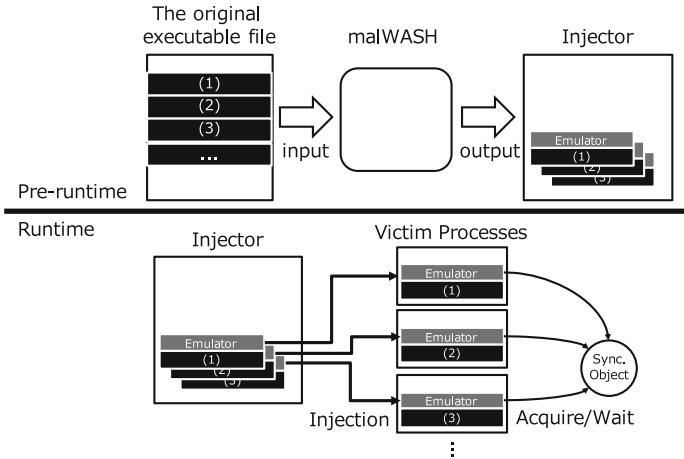 The original
executable file
malWASH
Injector
(1)
(2)
(3)
...
input
output
Emulator
(1)
(2)
(3)
Pre-runtime
Runtime
Injector
Victim Processes
Emulator
(1)
(2)
(3)
Emulator
(1)
Emulator
(2)
Emulator
(3)
Sync.
Object
Injection
Acquire/Wait